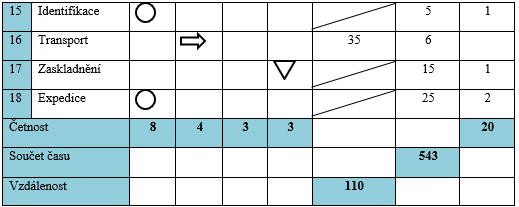 15 Identifikace 5 1
16 Transport 35 6
17 Zaskladnění 15 1
18 Expedice 25 2
Četnost 8 4 3 3 20
Součet času 543
Vzdálenost 110